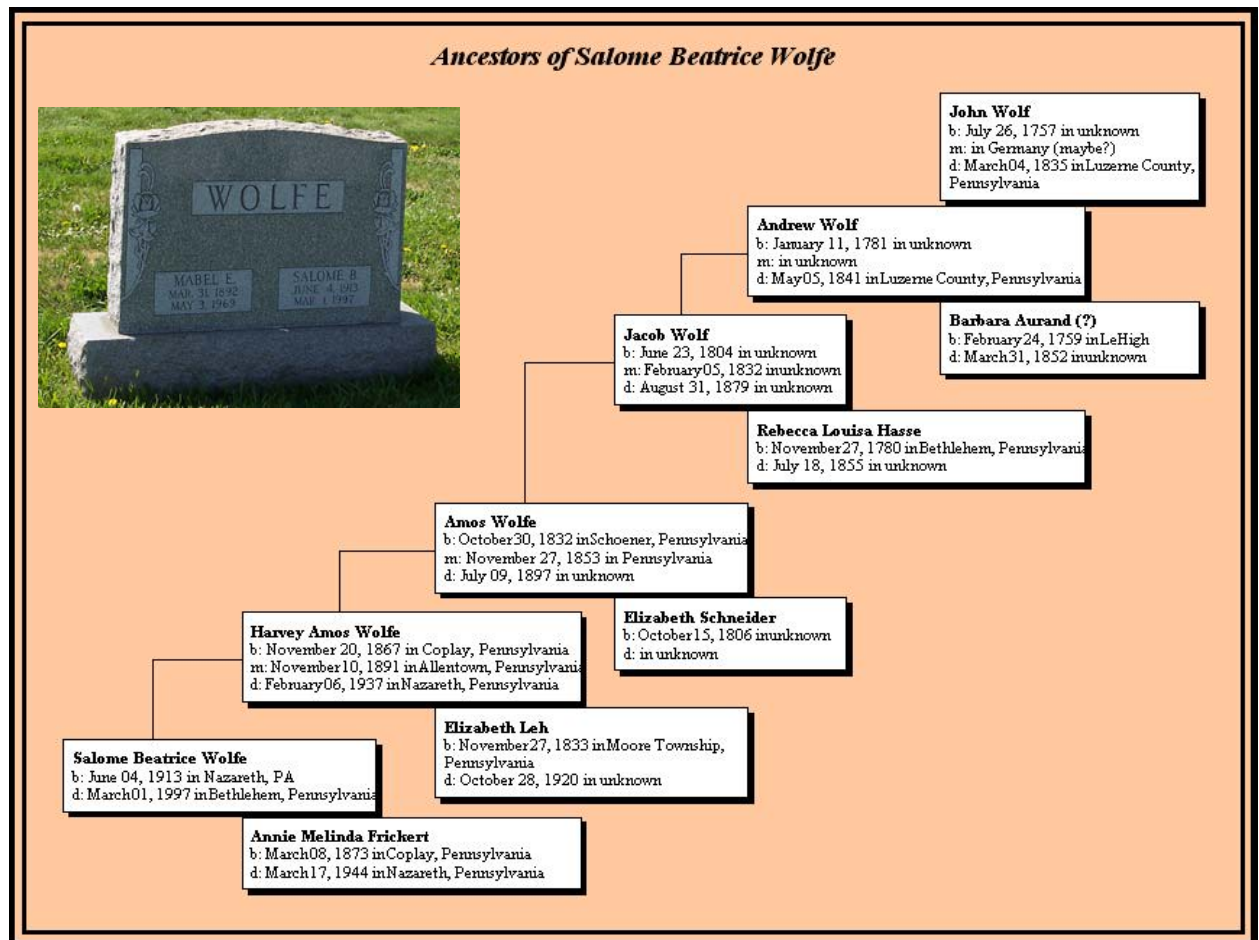 Ancestors of Salome Beatrice Wolfe
WOLFE
MABEL E.
MAR. 31, 1892
MAY 3, 1969
SALOME B.
JUNE 4, 1913
MAR. 1, 1997
John Wolf
b: July 26, 1757 in unknown
m: in Germany (maybe?)
d: March04, 1835 inLuzerne County,
Pennsylvania
Andrew Wolf
b: January 11, 1781 in unknown
m: in unknown
d: May05, 1841 inLuzerne County, Pennsylvania
Barbara Aurand (?)
b: February24, 1759 inLeHigh
d: March31, 1852 inunknown
Jacob Wolf
b: June 23, 1804 in unknown
m: February05, 1832 inunknown
d: August 31, 1879 in unknown
Rebecca Louisa Hasse
b: November27, 1780 inBethlehem, Pennsylvania
d: July 18, 1855 in unknown
Amos Wolfe
b: October30, 1832 inSchoener, Pennsylvania
m: November 27, 1853 in Pennsylvania
d: July 09, 1897 in unknown
Elizabeth Schneider
b: October15, 1806 inunknown
d: in unknown
Harvey Amos Wolfe
b: November 20, 1867 in Coplay, Pennsylvania
m: November10, 1891 inAllentown, Pennsylvania
d: February06, 1937 inNazareth, Pennsylvania
Elizabeth Leh
b: November27, 1833 inMoore Township,
Pennsylvania
d: October 28, 1920 in unknown
Salome Beatrice Wolfe
b: June 04, 1913 in Nazareth, PA
d: March01, 1997 inBethlehem, Pennsylvania
Annie Melinda Frickert
b: March08, 1873 inCoplay, Pennsylvania
d: March17, 1944 inNazareth, Pennsylvania